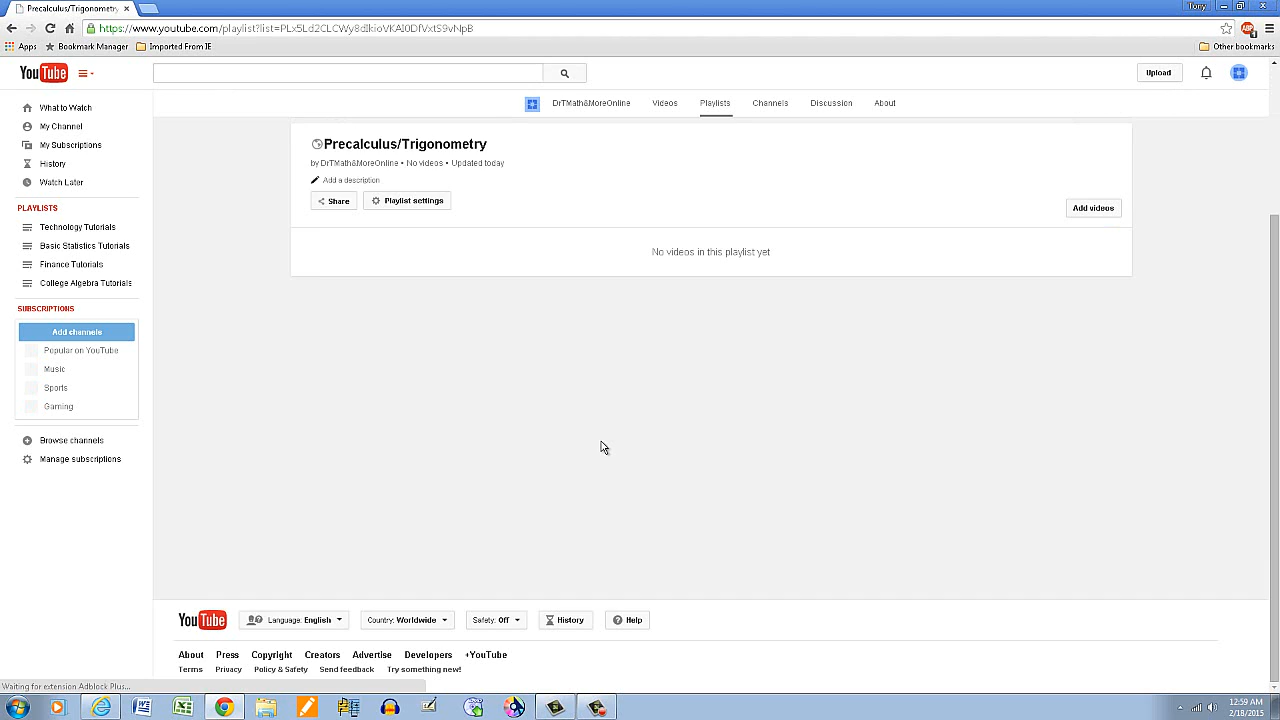 Precalculus/Trigonometry
Tony
https://www.youtube.com/playlist?list=PLx5Ld2CLCWy8dIkioVKAI0DfVxtS9vNpB
Apps
Bookmark Manager
Imported From IE
Other bookmarks
YouTube
Upload
What to Watch
My Channel
My Subscriptions
History
Watch Later
PLAYLISTS
Technology Tutorials
Basic Statistics Tutorials
Finance Tutorials
College Algebra Tutorials
SUBSCRIPTIONS
Add channels
Popular on YouTube
Music
Sports
Gaming
Browse channels
Manage subscriptions
DrTMath&MoreOnline
Videos
Playlists
Channels
Discussion
About
Precalculus/Trigonometry
by DrTMath&MoreOnline • No videos • Updated today
Add a description
Share
Playlist settings
Add videos
No videos in this playlist yet
YouTube
Language: English
Country: Worldwide
Safety: Off
History
Help
About Press Copyright Creators Advertise Developers +YouTube
Terms Privacy Policy & Safety Send feedback Try something new!
Waiting for extension Adblock Plus...
12:59 AM
2/18/2015